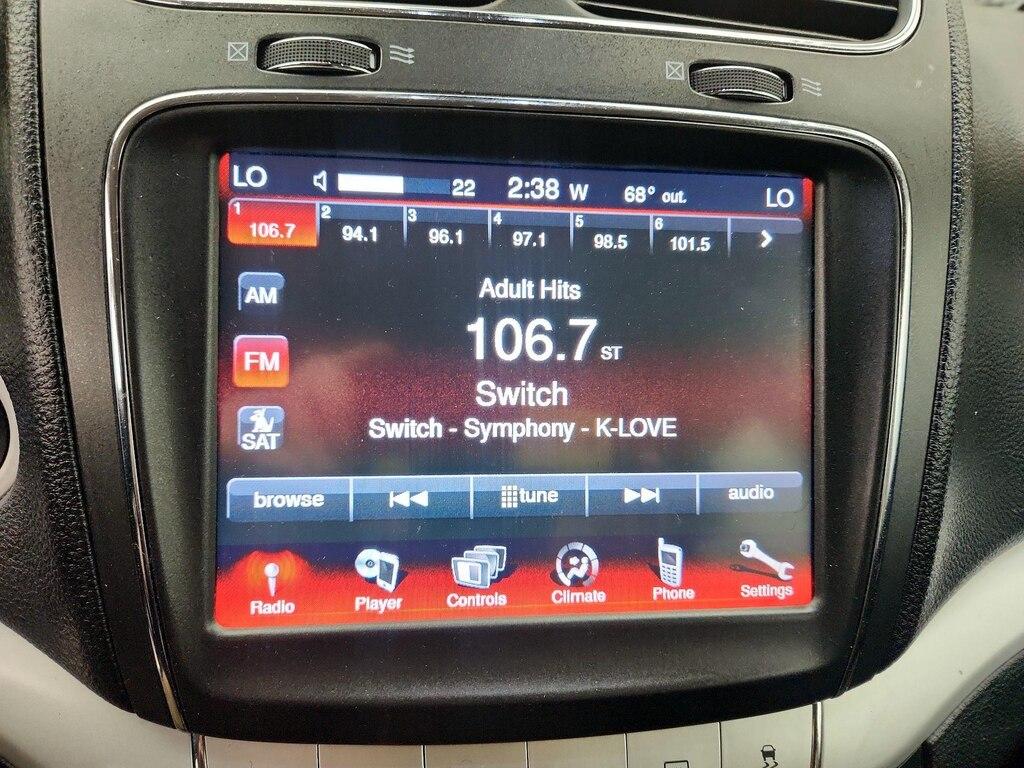 LO 22 2:38 W 68° out. LO
1 106.7 2 94.1 3 96.1 4 97.1 5 98.5 6 101.5
AM
Adult Hits
106.7 ST
FM
Switch
Switch - Symphony - K-LOVE
SAT
browse tune audio
Radio Player Controls Climate Phone Settings